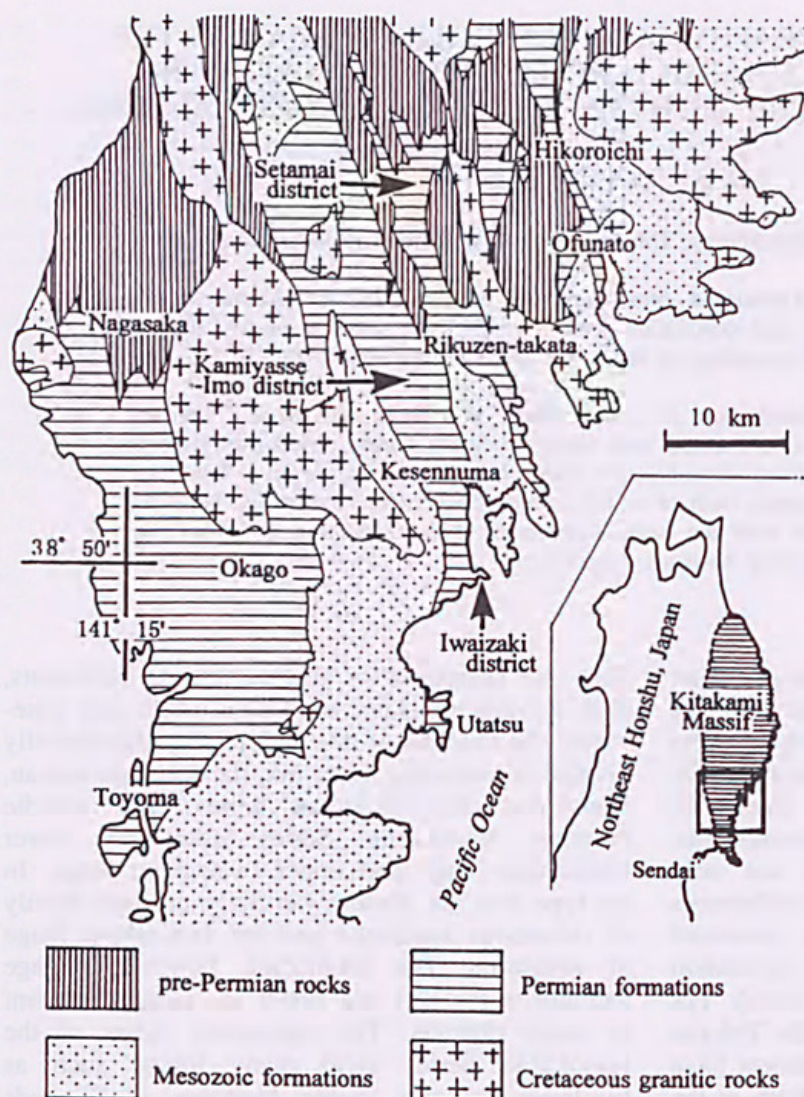 Hikoroichi
Setamai
district
Ofunato
Nagasaka
Rikuzen-takata
Kamiyasse
-Imo district
10 km
Kesennuma
38° 50'
Okago
141° 15'
Iwaizaki
district
Northeast Honshu, Japan
Kitakami
Massif
Utatsu
Toyoma
Pacific Ocean
Sendai
pre-Permian rocks
Permian formations
Mesozoic formations
Cretaceous granitic rocks